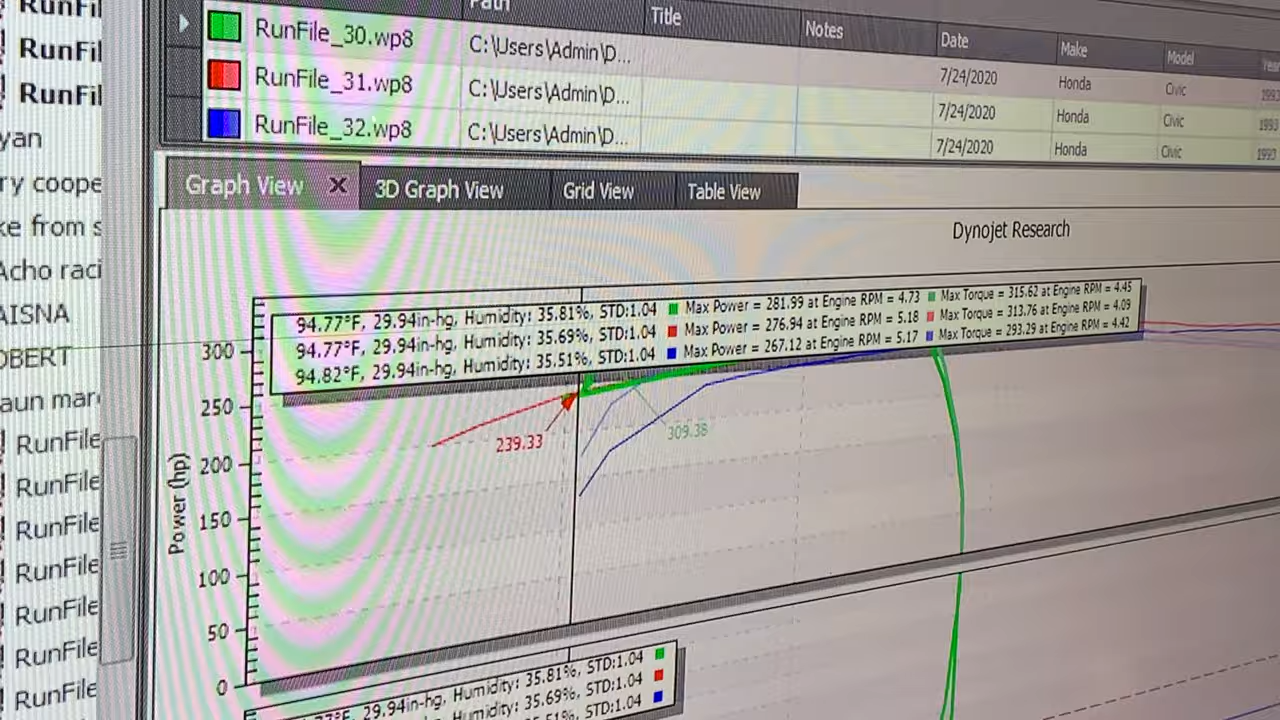 RunFil
RunFil
RunFil
yan
ry coope
ke from s
Acho raci
AISNA
OBERT
aun mar
RunFile
RunFile
RunFile
RunFile
RunFile
RunFile
RunFile
Path Title Notes Date Make Model Year
RunFile_30.wp8 C:\Users\Admin\D... 7/24/2020 Honda Civic 1993
RunFile_31.wp8 C:\Users\Admin\D... 7/24/2020 Honda Civic 1993
RunFile_32.wp8 C:\Users\Admin\D... 7/24/2020 Honda Civic 1993
Graph View X 3D Graph View Grid View Table View
Dynojet Research
94.77°F, 29.94in-hg, Humidity: 35.81%, STD:1.04 Max Power = 281.99 at Engine RPM = 4.73 Max Torque = 315.62 at Engine RPM = 4.45
94.77°F, 29.94in-hg, Humidity: 35.69%, STD:1.04 Max Power = 276.94 at Engine RPM = 5.18 Max Torque = 313.76 at Engine RPM = 4.09
94.82°F, 29.94in-hg, Humidity: 35.51%, STD:1.04 Max Power = 267.12 at Engine RPM = 5.17 Max Torque = 293.29 at Engine RPM = 4.42
300
250
200
150
100
50
0
Power (hp)
239.33
309.38
.77°F, 29.94in-hg, Humidity: 35.81%, STD:1.04
29.94in-hg, Humidity: 35.69%, STD:1.04
35.51%, STD:1.04